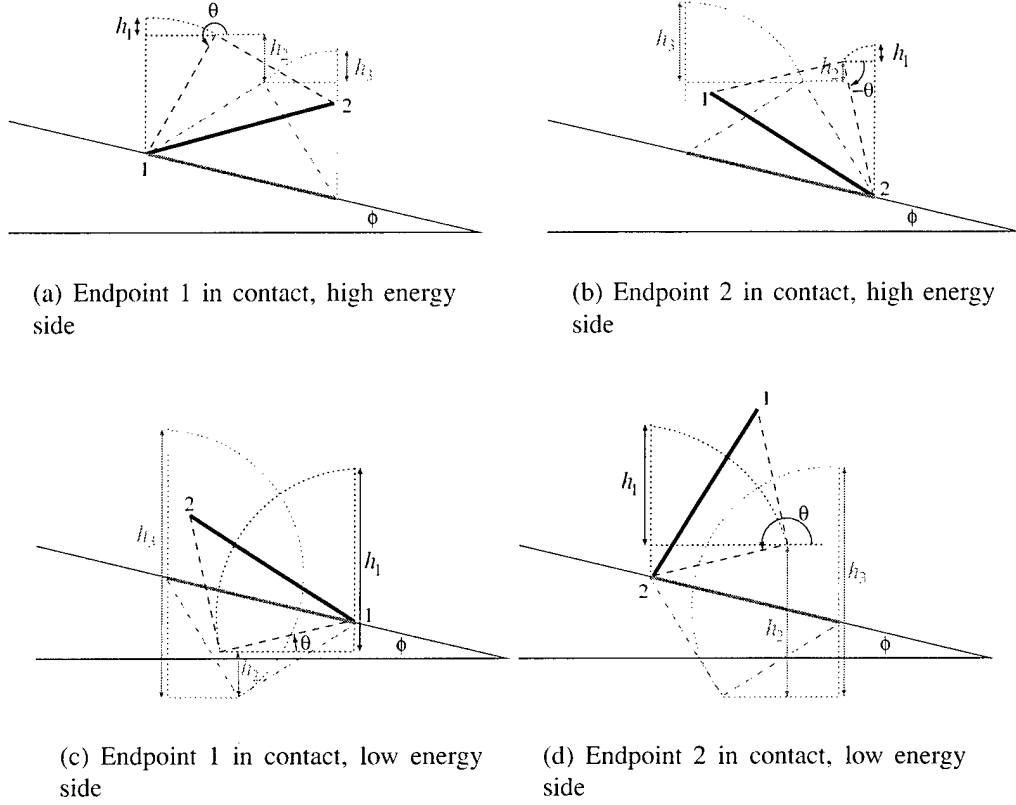 θ
h₁
h₂
h₃
2
1
ϕ
h₃
h₁
h₂
1
-θ
2
ϕ
(a) Endpoint 1 in contact, high energy
side
(b) Endpoint 2 in contact, high energy
side
2
h₃
h₁
1
θ
ϕ
h₂
1
h₁
θ
2
h₃
h₂
ϕ
(c) Endpoint 1 in contact, low energy
side
(d) Endpoint 2 in contact, low energy
side